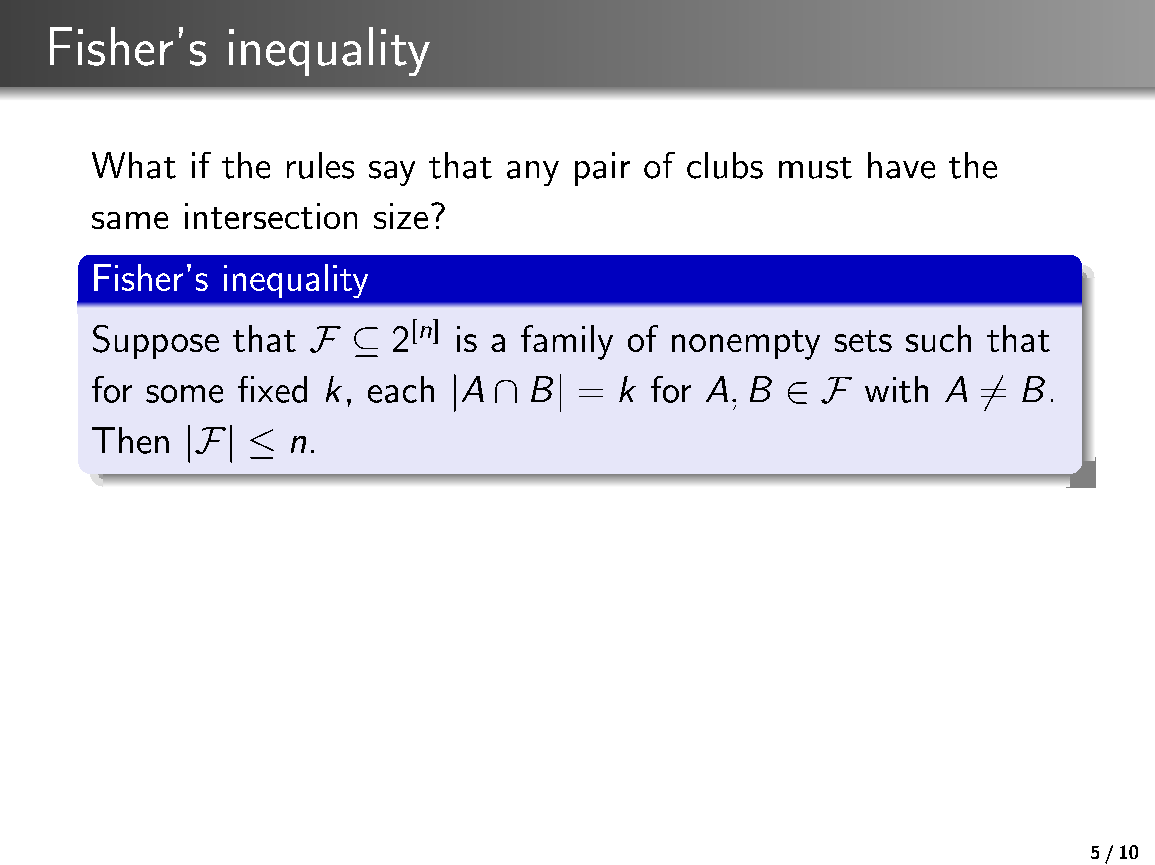 Fisher's inequality
What if the rules say that any pair of clubs must have the
same intersection size?
Fisher's inequality
Suppose that ℱ ⊆ 2^[n] is a family of nonempty sets such that
for some fixed k, each |A ∩ B| = k for A, B ∈ ℱ with A ≠ B.
Then |ℱ| ≤ n.
5 / 10